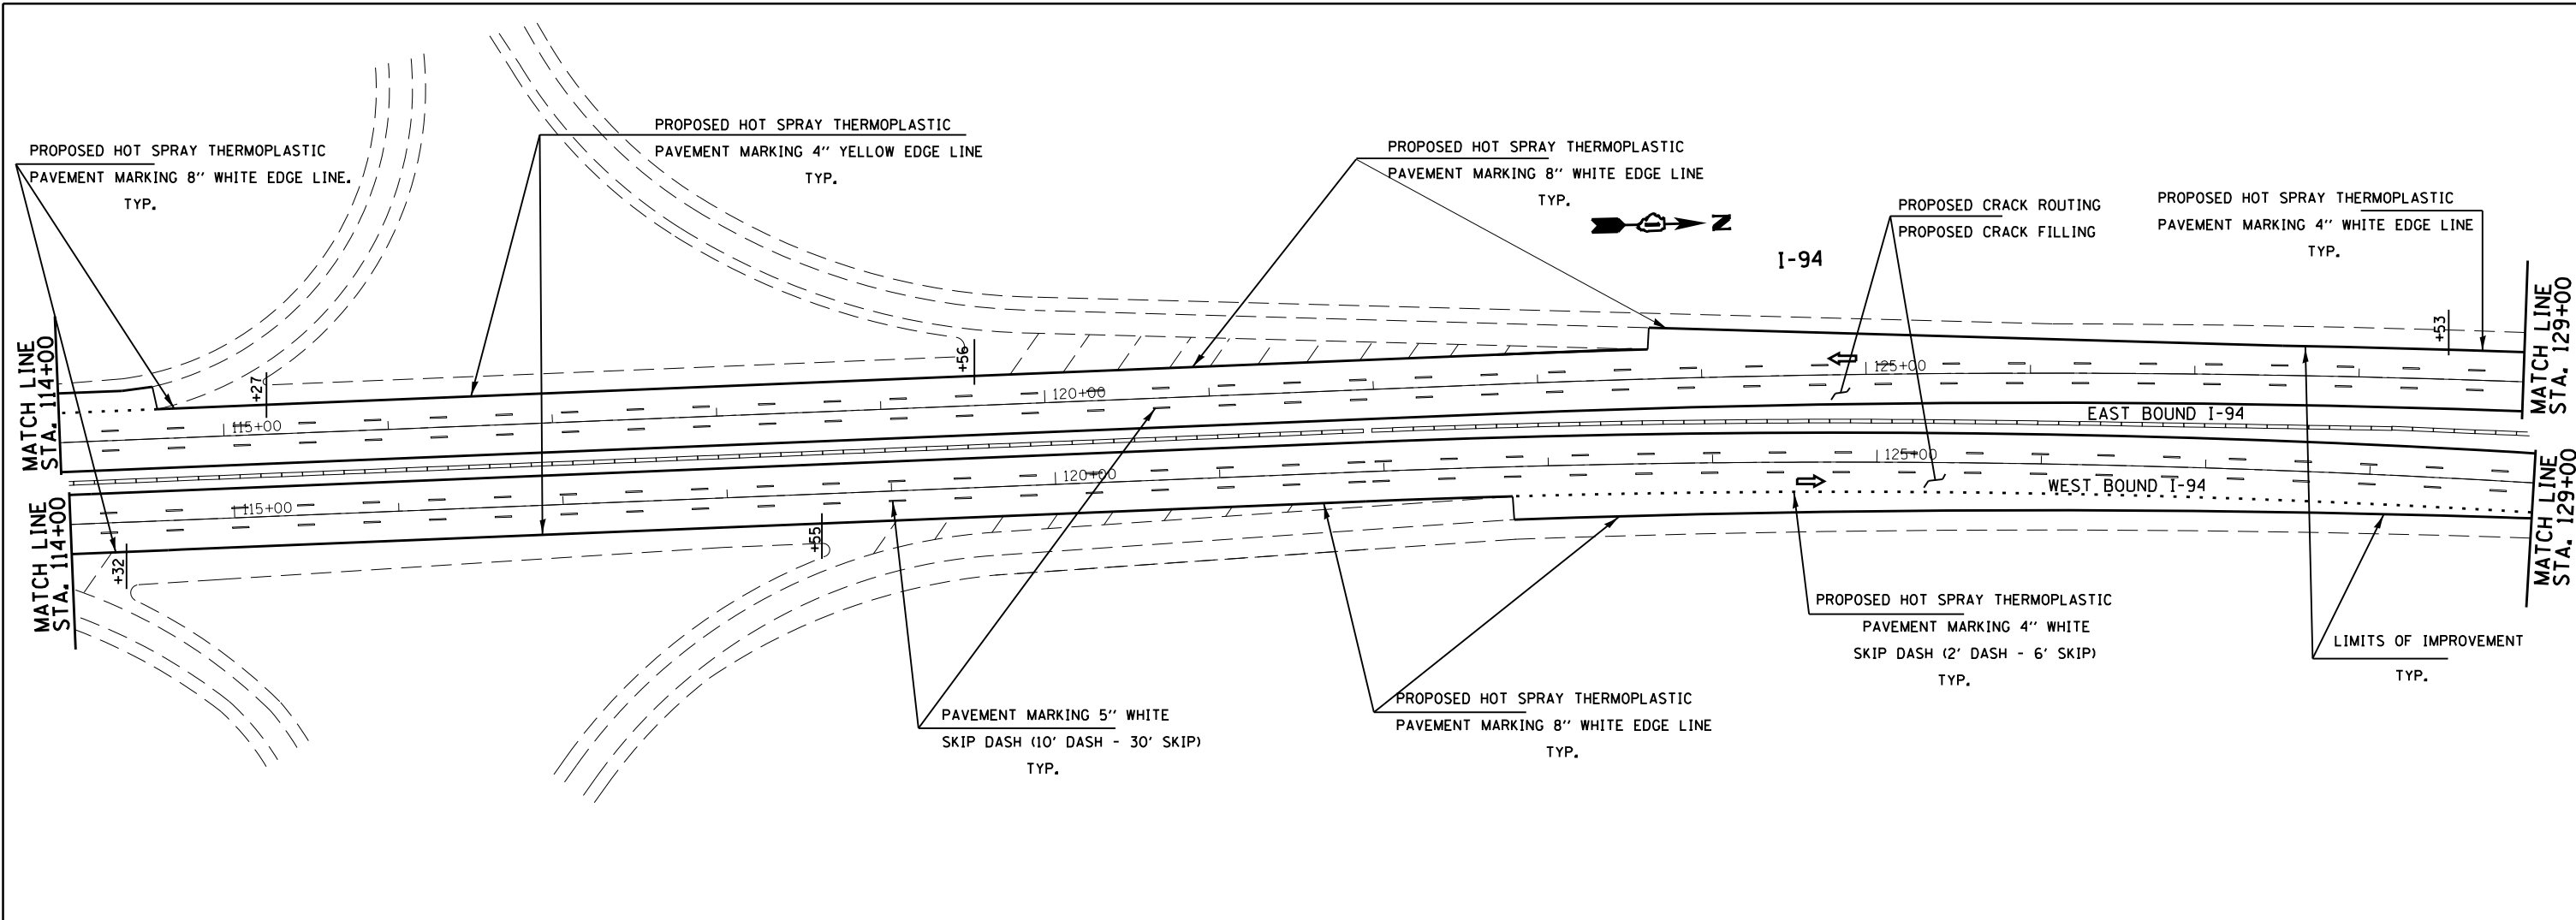 PROPOSED HOT SPRAY THERMOPLASTIC
PAVEMENT MARKING 8'' WHITE EDGE LINE.
TYP.
PROPOSED HOT SPRAY THERMOPLASTIC
PAVEMENT MARKING 4'' YELLOW EDGE LINE
TYP.
PROPOSED HOT SPRAY THERMOPLASTIC
PAVEMENT MARKING 8'' WHITE EDGE LINE
TYP.
N
I-94
PROPOSED CRACK ROUTING
PROPOSED CRACK FILLING
PROPOSED HOT SPRAY THERMOPLASTIC
PAVEMENT MARKING 4'' WHITE EDGE LINE
TYP.
MATCH LINE
STA. 114+00
+27
+56
+53
115+00
120+00
125+00
EAST BOUND I-94
MATCH LINE
STA. 129+00
MATCH LINE
STA. 114+00
+32
+55
115+00
120+00
125+00
WEST BOUND I-94
MATCH LINE
STA. 129+00
PAVEMENT MARKING 5'' WHITE
SKIP DASH (10' DASH - 30' SKIP)
TYP.
PROPOSED HOT SPRAY THERMOPLASTIC
PAVEMENT MARKING 8'' WHITE EDGE LINE
TYP.
PROPOSED HOT SPRAY THERMOPLASTIC
PAVEMENT MARKING 4'' WHITE
SKIP DASH (2' DASH - 6' SKIP)
TYP.
LIMITS OF IMPROVEMENT
TYP.